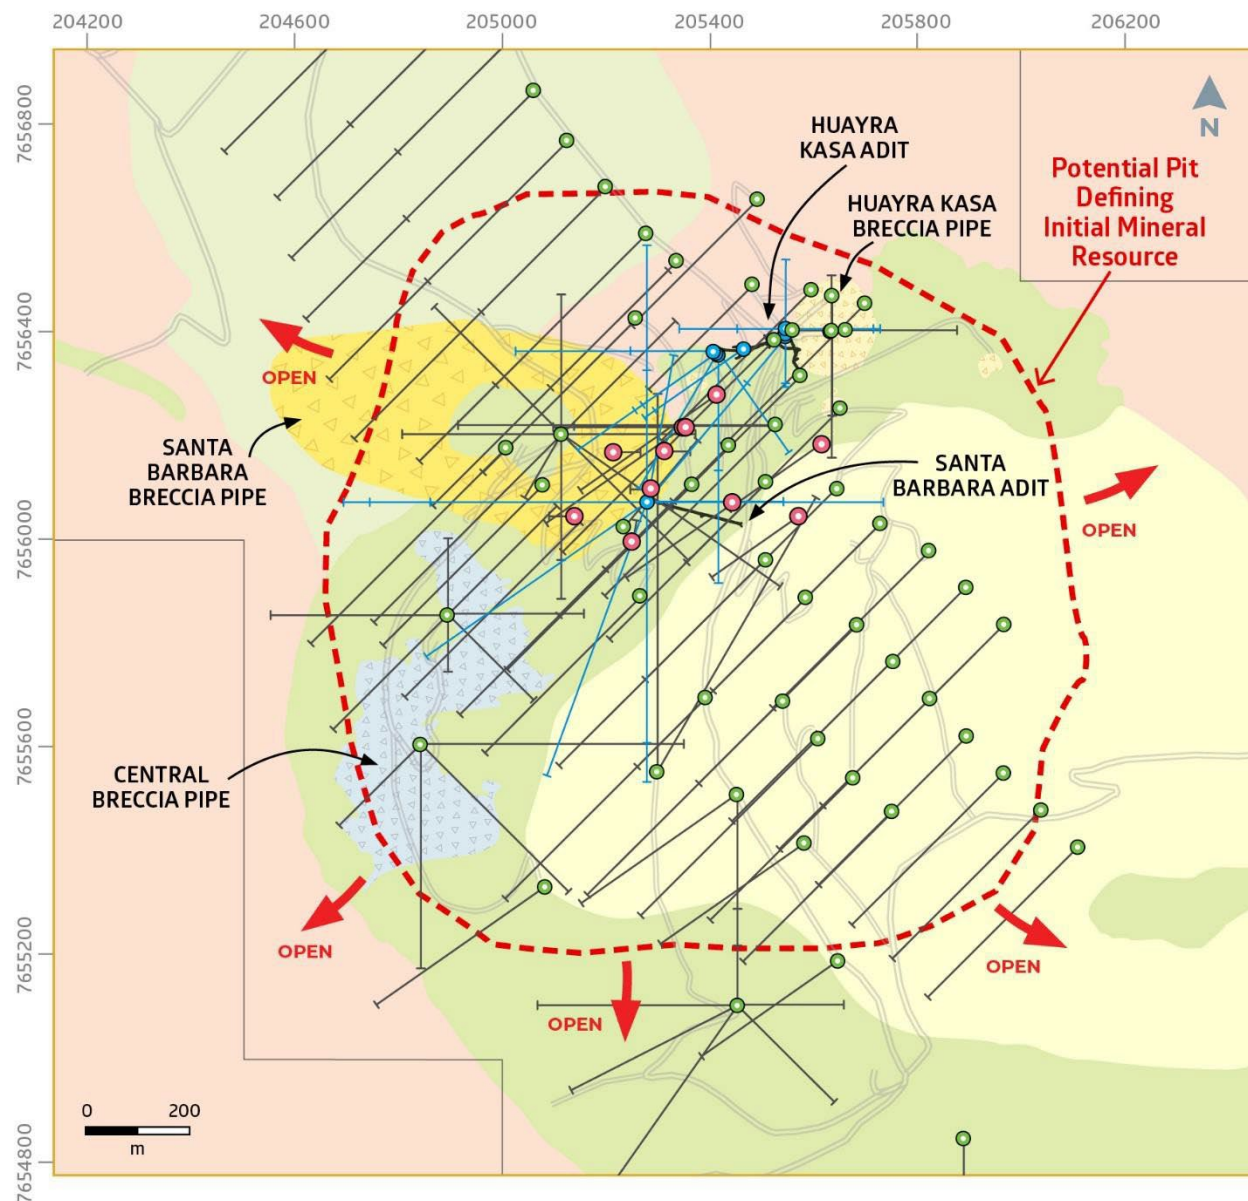 204200
204600
205000
205400
205800
206200
7656800
7656400
7656000
7655600
7655200
7654800
N
HUAYRA
KASA ADIT
HUAYRA KASA
BRECCIA PIPE
Potential Pit
Defining
Initial Mineral
Resource
OPEN
SANTA
BARBARA
BRECCIA PIPE
SANTA
BARBARA ADIT
OPEN
CENTRAL
BRECCIA PIPE
OPEN
OPEN
OPEN
0 200
m